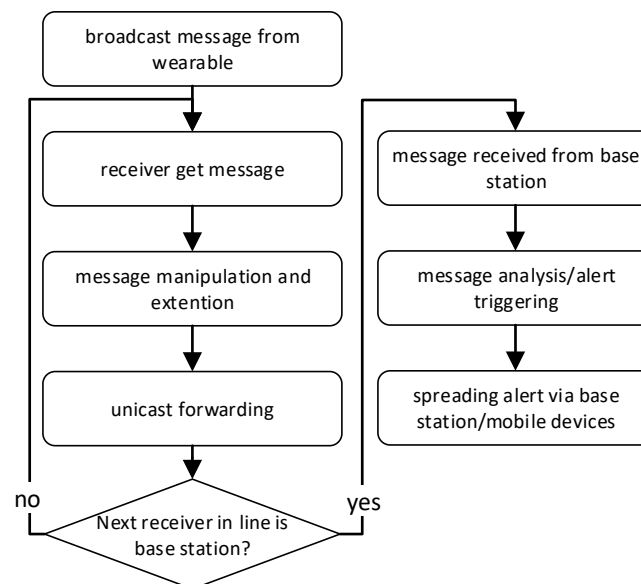 broadcast message from
wearable
receiver get message
message manipulation and
extention
unicast forwarding
Next receiver in line is
base station?
no
yes
message received from base
station
message analysis/alert
triggering
spreading alert via base
station/mobile devices